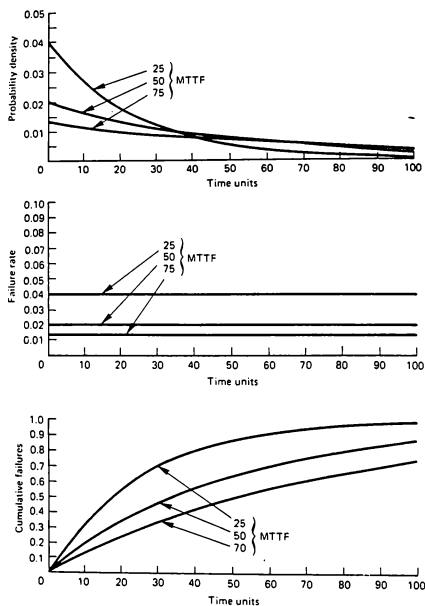 0.05
0.04
0.03
0.02
0.01
Probability density
25
50 MTTF
75
0 10 20 30 40 50 60 70 80 90 100
Time units
0.10
0.09
0.08
0.07
0.06
0.05
0.04
0.03
0.02
0.01
Failure rate
25
50 MTTF
75
0 10 20 30 40 50 60 70 80 90 100
Time units
1.0
0.9
0.8
0.7
0.6
0.5
0.4
0.3
0.2
0.1
Cumulative failures
25
50 MTTF
70
0 10 20 30 40 50 60 70 80 90 100
Time units